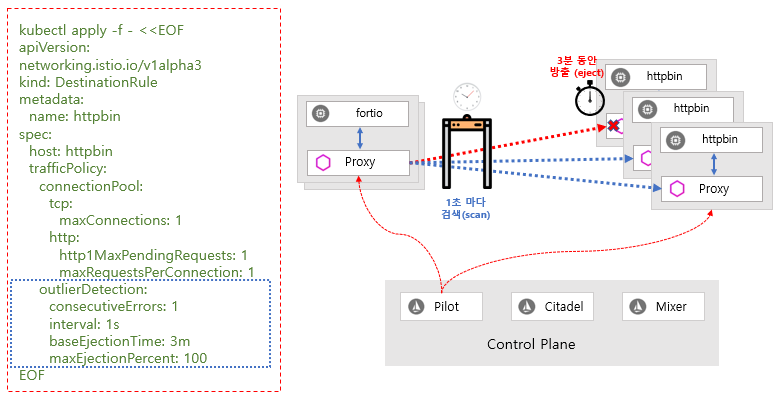 kubectl apply -f - <<EOF
apiVersion:
networking.istio.io/v1alpha3
kind: DestinationRule
metadata:
  name: httpbin
spec:
  host: httpbin
  trafficPolicy:
    connectionPool:
      tcp:
        maxConnections: 1
      http:
        http1MaxPendingRequests: 1
        maxRequestsPerConnection: 1
    outlierDetection:
      consecutiveErrors: 1
      interval: 1s
      baseEjectionTime: 3m
      maxEjectionPercent: 100
EOF
fortio
Proxy
1초 마다
검색(scan)
3분 동안
방출 (eject)
httpbin
httpbin
httpbin
Proxy
Pilot
Citadel
Mixer
Control Plane